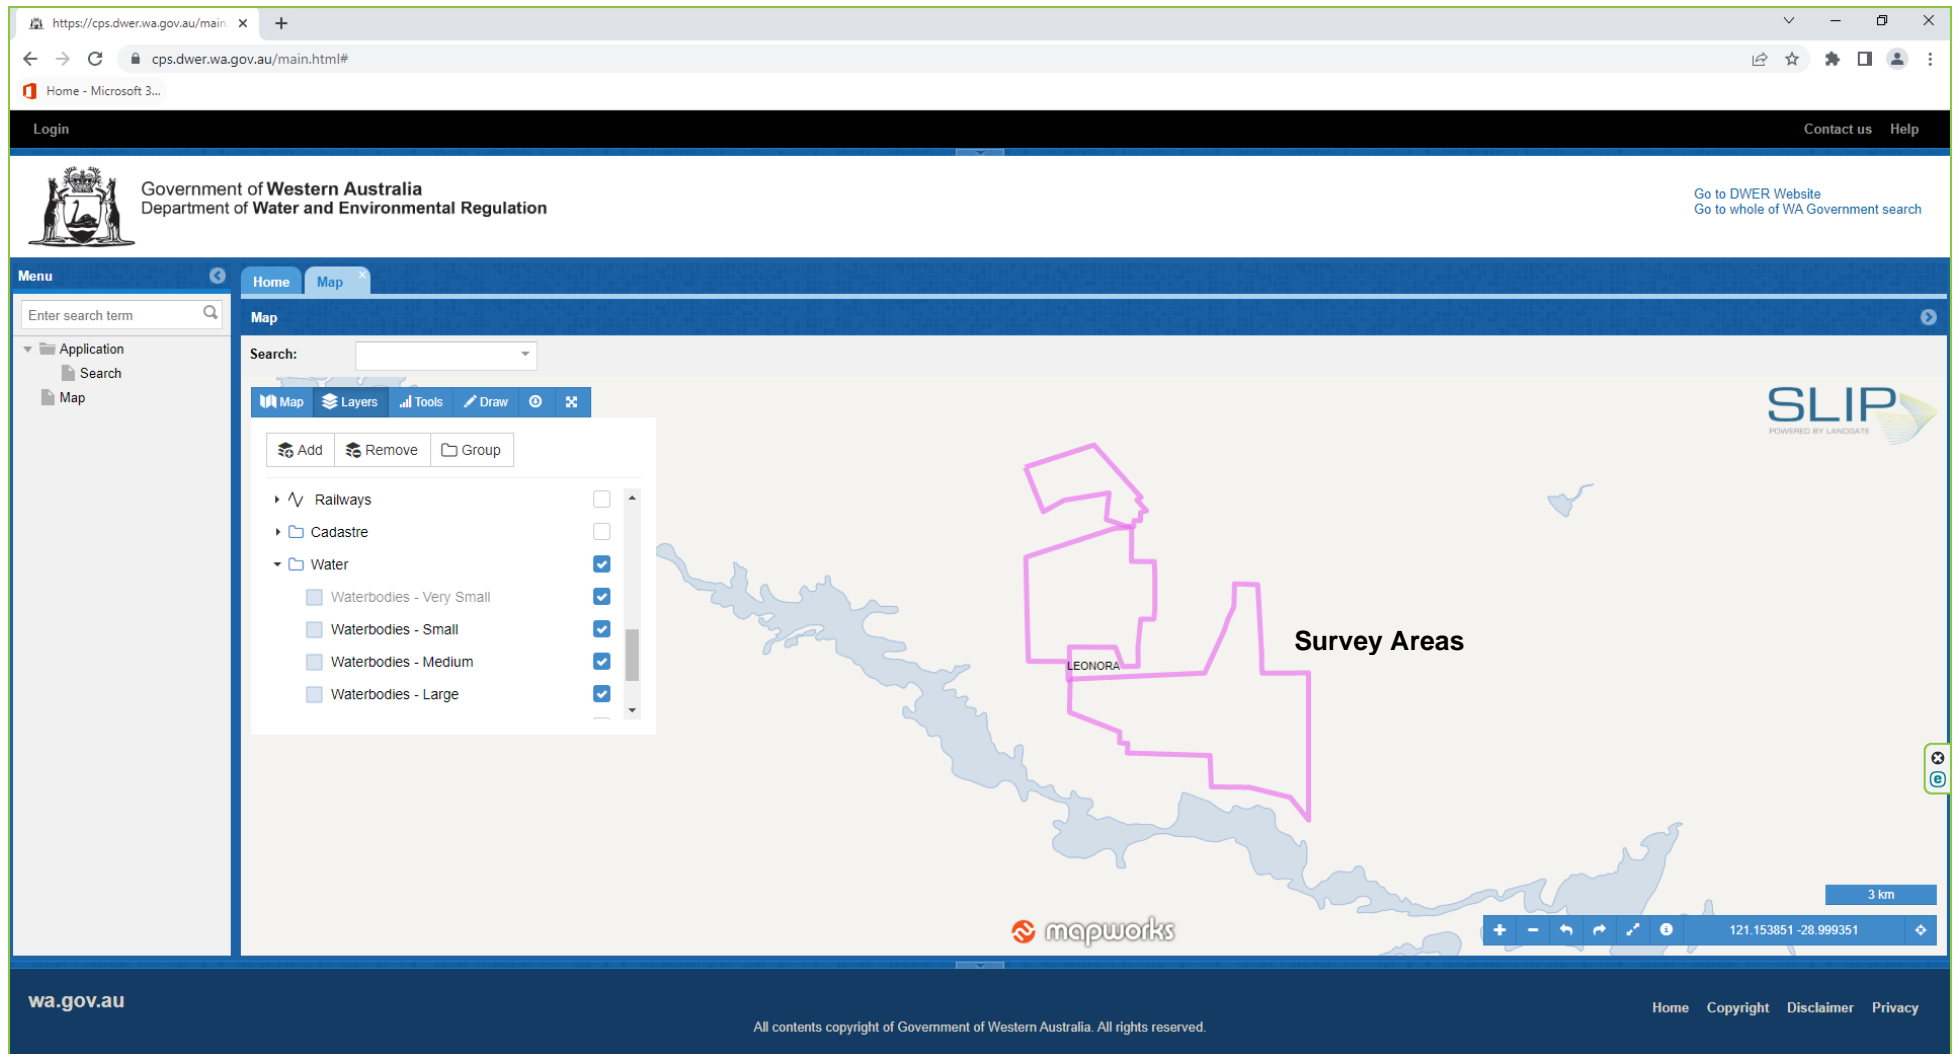 https://cps.dwer.wa.gov.au/main
cps.dwer.wa.gov.au/main.html#
Home - Microsoft 3...
Login
Contact us Help
Government of Western Australia
Department of Water and Environmental Regulation
Go to DWER Website
Go to whole of WA Government search
Menu
Home Map
Enter search term
Map
Application
Search
Map
Search:
Map Layers Tools Draw
SLIP
POWERED BY LANDGATE
Add Remove Group
Railways
Cadastre
Water
Waterbodies - Very Small
Waterbodies - Small
Waterbodies - Medium
Waterbodies - Large
Survey Areas
LEONORA
3 km
mapworks
121.153851 -28.999351
wa.gov.au
Home Copyright Disclaimer Privacy
All contents copyright of Government of Western Australia. All rights reserved.